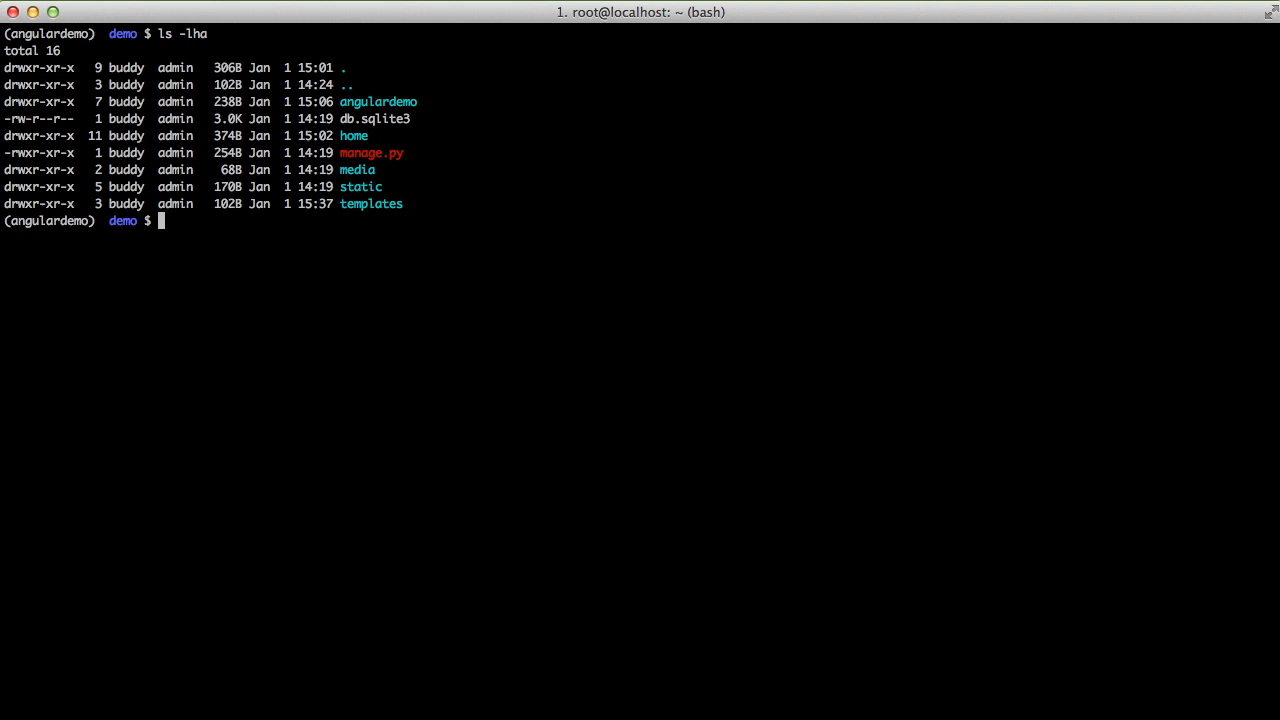 1. root@localhost: ~ (bash)
(angulardemo)  demo $ ls -lha
total 16
drwxr-xr-x   9 buddy  admin   306B Jan  1 15:01 .
drwxr-xr-x   3 buddy  admin   102B Jan  1 14:24 ..
drwxr-xr-x   7 buddy  admin   238B Jan  1 15:06 angulardemo
-rw-r--r--   1 buddy  admin   3.0K Jan  1 14:19 db.sqlite3
drwxr-xr-x  11 buddy  admin   374B Jan  1 15:02 home
-rwxr-xr-x   1 buddy  admin   254B Jan  1 14:19 manage.py
drwxr-xr-x   2 buddy  admin    68B Jan  1 14:19 media
drwxr-xr-x   5 buddy  admin   170B Jan  1 14:19 static
drwxr-xr-x   3 buddy  admin   102B Jan  1 15:37 templates
(angulardemo)  demo $